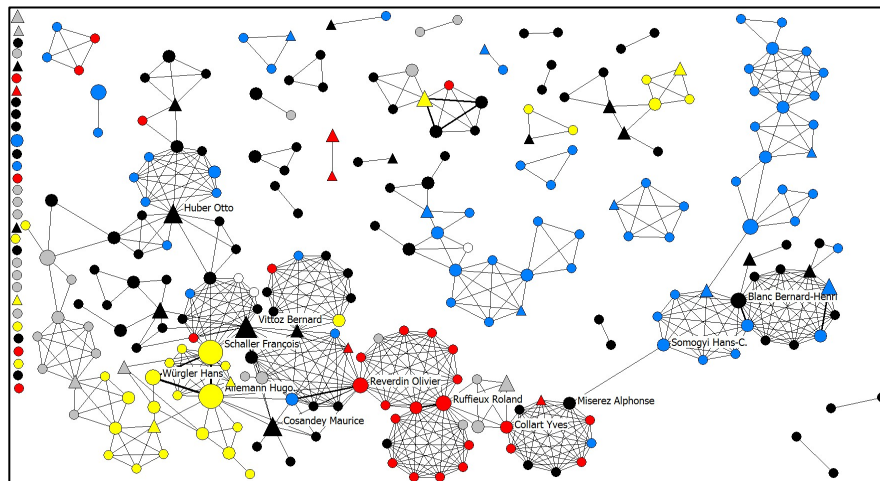 Huber Otto
Blanc Bernard-Henri
Vittoz Bernard
Schaller François
Somogyi Hans-C.
Würgler Hans
Reverdin Olivier
Allemann Hugo
Ruffieux Roland
Miserez Alphonse
Cosandey Maurice
Collart Yves